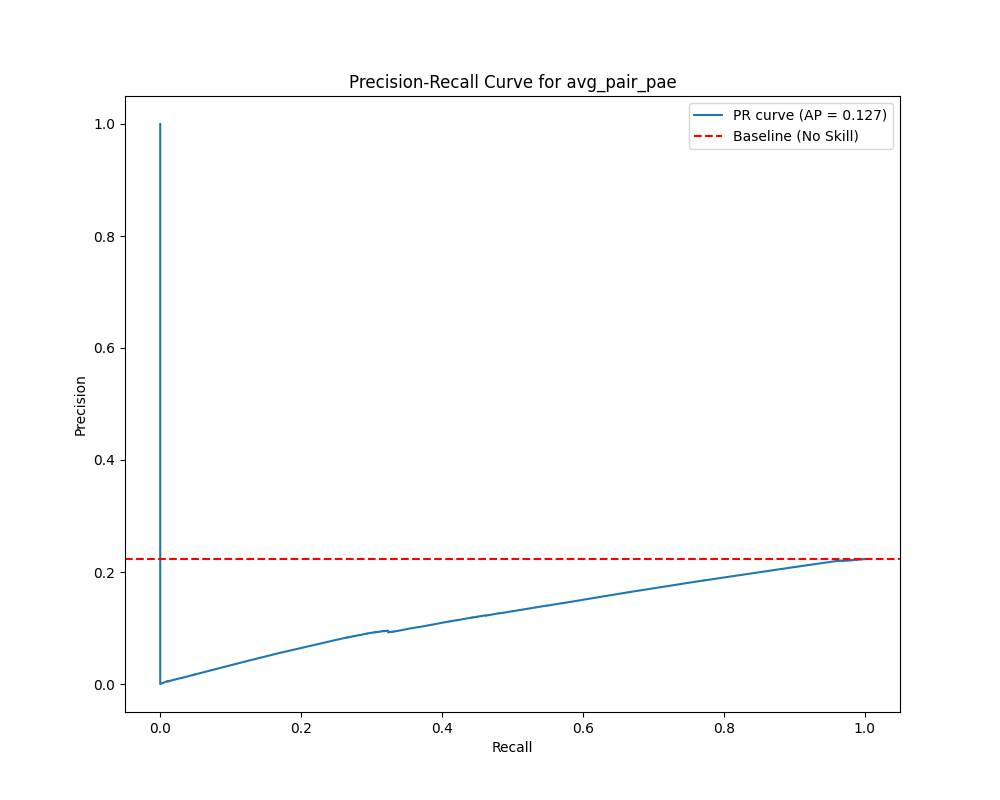 Precision-Recall Curve for avg_pair_pae
PR curve (AP = 0.127)
Baseline (No Skill)
1.0
0.8
0.6
0.4
0.2
0.0
Precision
0.0 0.2 0.4 0.6 0.8 1.0
Recall